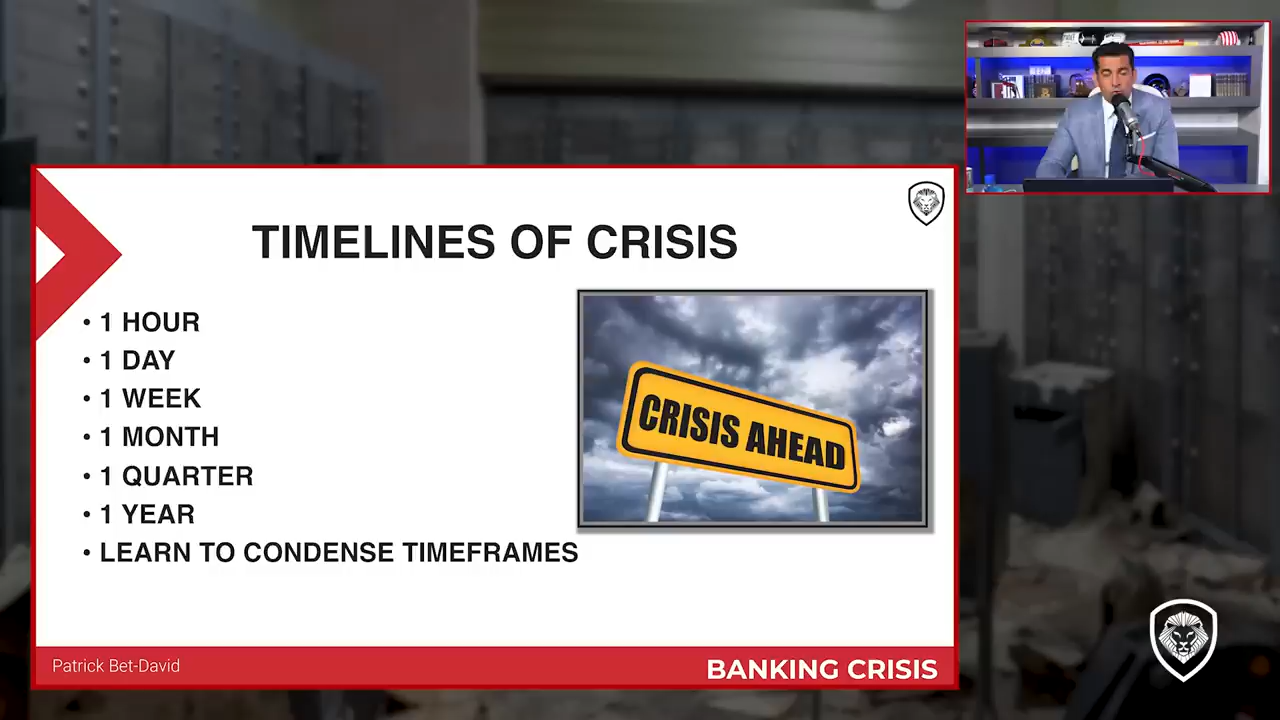 TIMELINES OF CRISIS
• 1 HOUR
• 1 DAY
• 1 WEEK
• 1 MONTH
• 1 QUARTER
• 1 YEAR
• LEARN TO CONDENSE TIMEFRAMES
CRISIS AHEAD
Patrick Bet-David
BANKING CRISIS